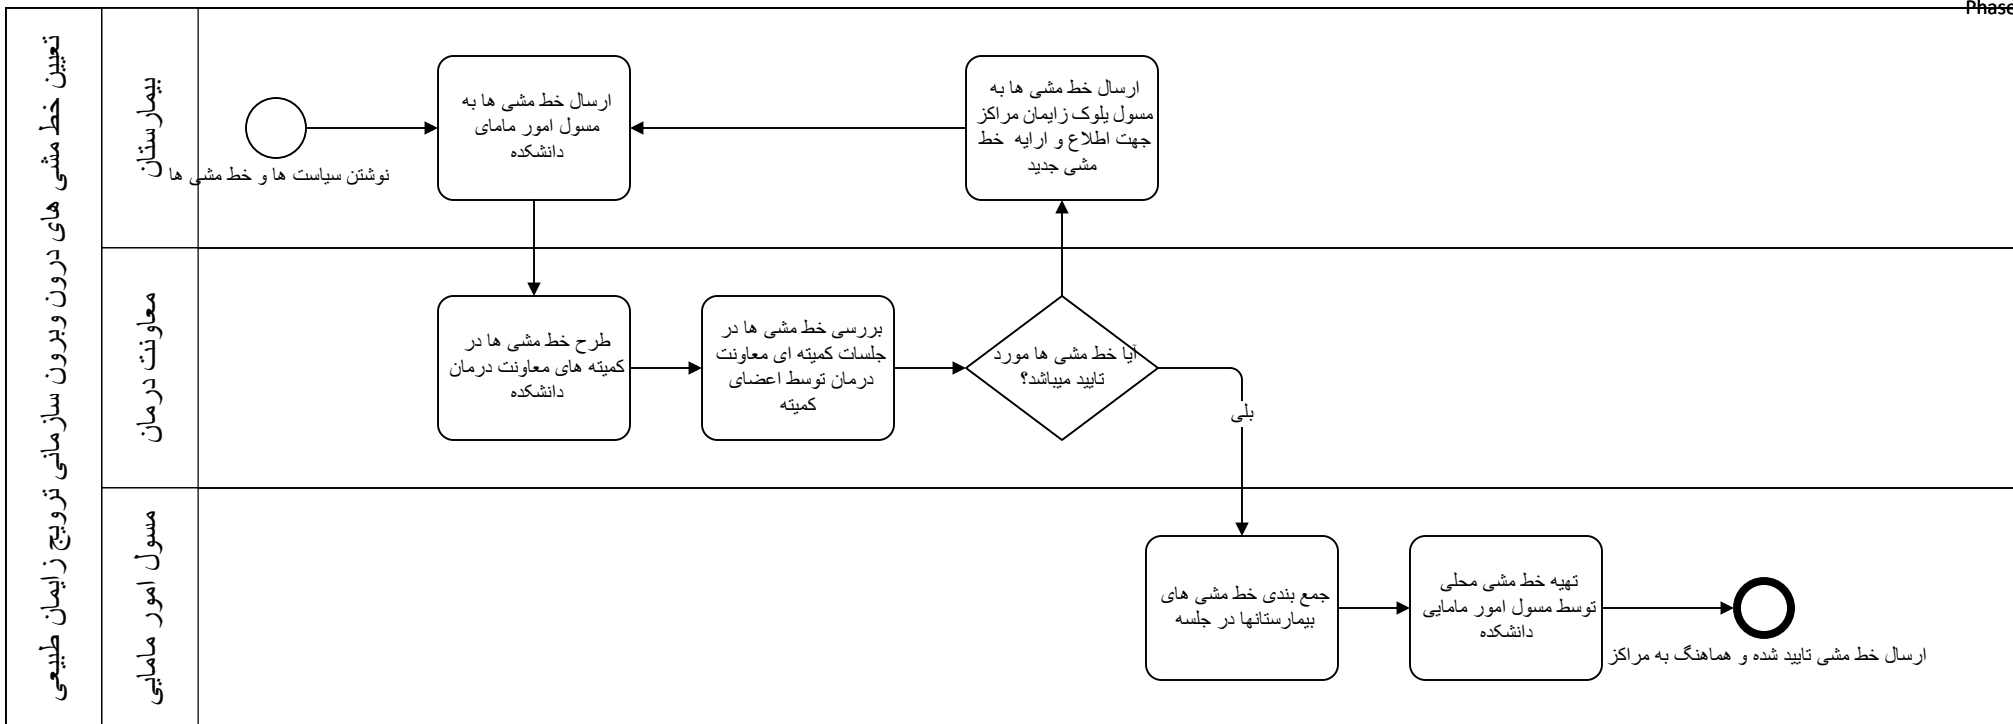 Phase
تعیین خط مشی های درون وبرون سازمانی ترویج زایمان طبیعی
بیمارستان
نوشتن سیاست ها و خط مشی ها
ارسال خط مشی ها به
مسول امور مامای
دانشکده
ارسال خط مشی ها به
مسول بلوک زایمان مراکز
جهت اطلاع و ارایه خط
مشی جدید
معاونت درمان
طرح خط مشی ها در
کمیته های معاونت درمان
دانشکده
بررسی خط مشی ها در
جلسات کمیته ای معاونت
درمان توسط اعضای
کمیته
آیا خط مشی ها مورد
تایید میباشد؟
بلی
مسول امور مامایی
جمع بندی خط مشی های
بیمارستانها در جلسه
تهیه خط مشی محلی
توسط مسول امور مامایی
دانشکده
ارسال خط مشی تایید شده و هماهنگ به مراکز